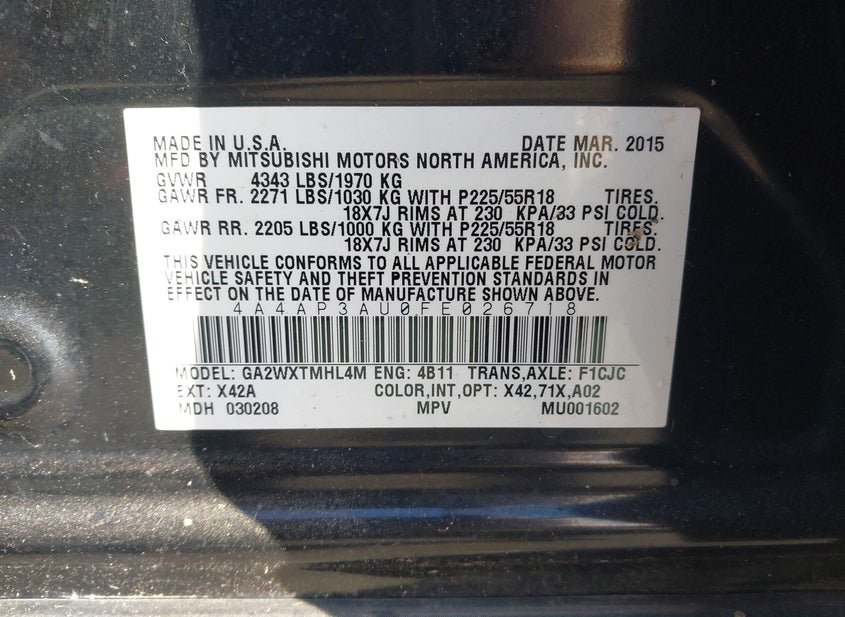 MADE IN U.S.A. DATE MAR. 2015
MFD BY MITSUBISHI MOTORS NORTH AMERICA, INC.
GVWR 4343 LBS/1970 KG
GAWR FR. 2271 LBS/1030 KG WITH P225/55R18 TIRES.
18X7J RIMS AT 230 KPA/33 PSI COLD.
GAWR RR. 2205 LBS/1000 KG WITH P225/55R18 TIRES.
18X7J RIMS AT 230 KPA/33 PSI COLD.
THIS VEHICLE CONFORMS TO ALL APPLICABLE FEDERAL MOTOR
VEHICLE SAFETY AND THEFT PREVENTION STANDARDS IN
EFFECT ON THE DATE OF MANUFACTURE SHOWN ABOVE.
4A4AP3AU0FE026718
MODEL: GA2WXTMHL4M ENG: 4B11 TRANS,AXLE: F1CJC
EXT: X42A COLOR,INT,OPT: X42,71X,A02
MDH 030208 MPV MU001602